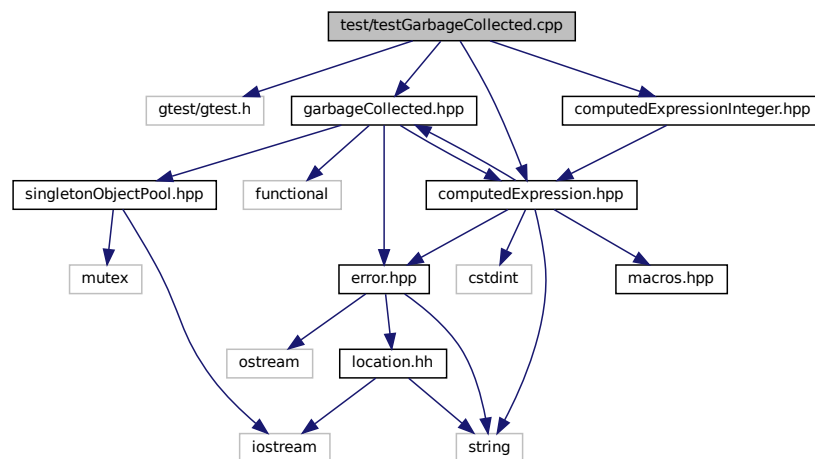 test/testGarbageCollected.cpp
gtest/gtest.h
garbageCollected.hpp
computedExpressionInteger.hpp
singletonObjectPool.hpp
functional
computedExpression.hpp
mutex
error.hpp
cstdint
macros.hpp
ostream
location.hh
iostream
string